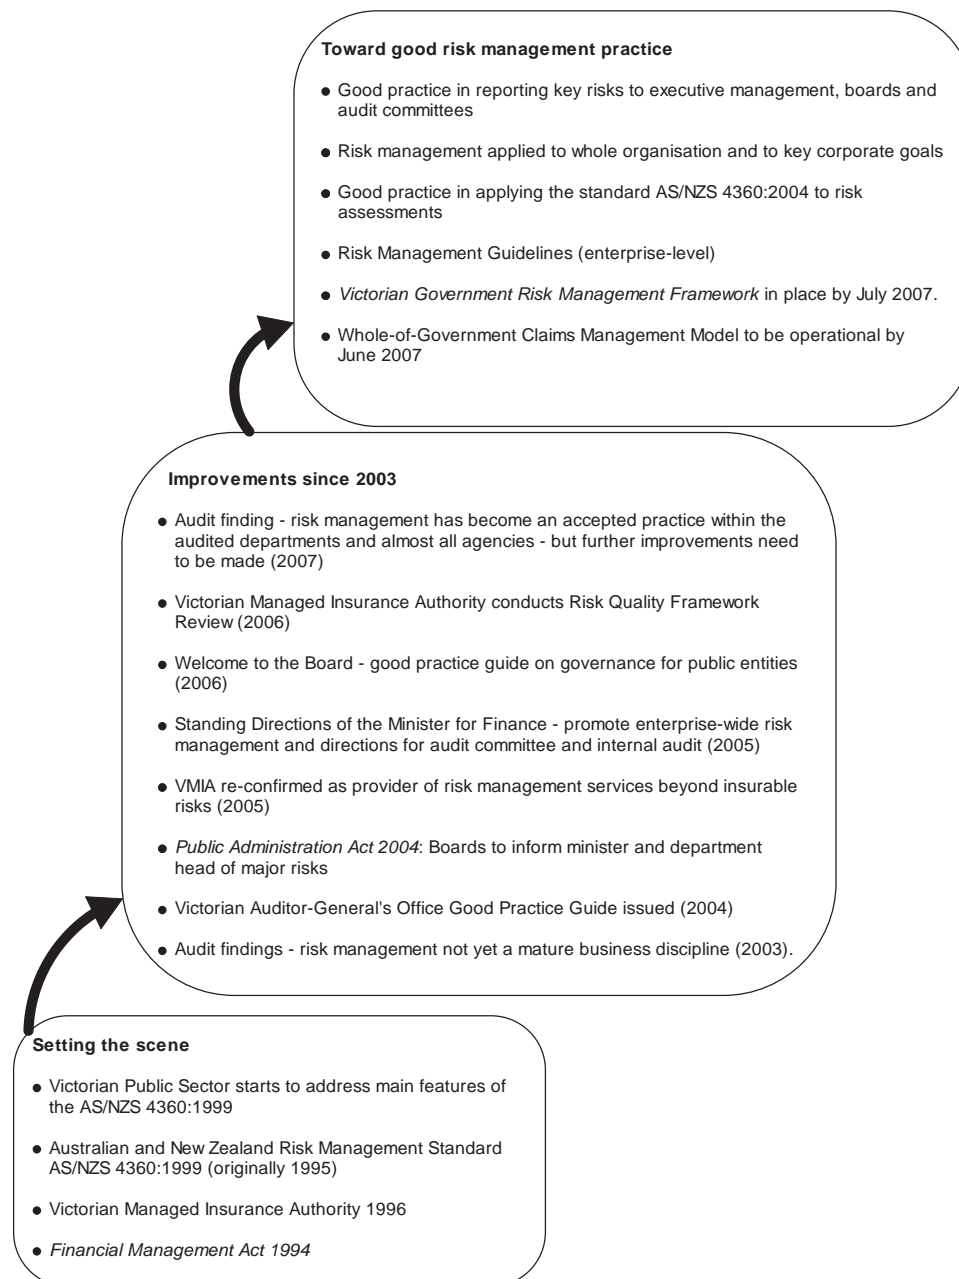 Toward good risk management practice
● Good practice in reporting key risks to executive management, boards and
audit committees
● Risk management applied to whole organisation and to key corporate goals
● Good practice in applying the standard AS/NZS 4360:2004 to risk
assessments
● Risk Management Guidelines (enterprise-level)
● Victorian Government Risk Management Framework in place by July 2007.
● Whole-of-Government Claims Management Model to be operational by
June 2007
Improvements since 2003
● Audit finding - risk management has become an accepted practice within the
audited departments and almost all agencies - but further improvements need
to be made (2007)
● Victorian Managed Insurance Authority conducts Risk Quality Framework
Review (2006)
● Welcome to the Board - good practice guide on governance for public entities
(2006)
● Standing Directions of the Minister for Finance - promote enterprise-wide risk
management and directions for audit committee and internal audit (2005)
● VMIA re-confirmed as provider of risk management services beyond insurable
risks (2005)
● Public Administration Act 2004: Boards to inform minister and department
head of major risks
● Victorian Auditor-General's Office Good Practice Guide issued (2004)
● Audit findings - risk management not yet a mature business discipline (2003).
Setting the scene
● Victorian Public Sector starts to address main features of
the AS/NZS 4360:1999
● Australian and New Zealand Risk Management Standard
AS/NZS 4360:1999 (originally 1995)
● Victorian Managed Insurance Authority 1996
● Financial Management Act 1994